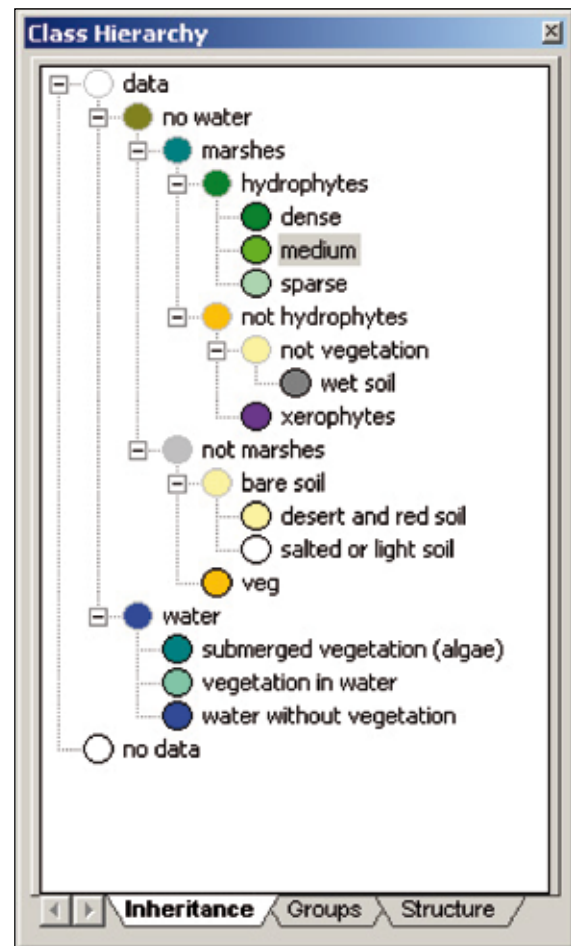 Class Hierarchy
data
no water
marshes
hydrophytes
dense
medium
sparse
not hydrophytes
not vegetation
wet soil
xerophytes
not marshes
bare soil
desert and red soil
salted or light soil
veg
water
submerged vegetation (algae)
vegetation in water
water without vegetation
no data
Inheritance Groups Structure